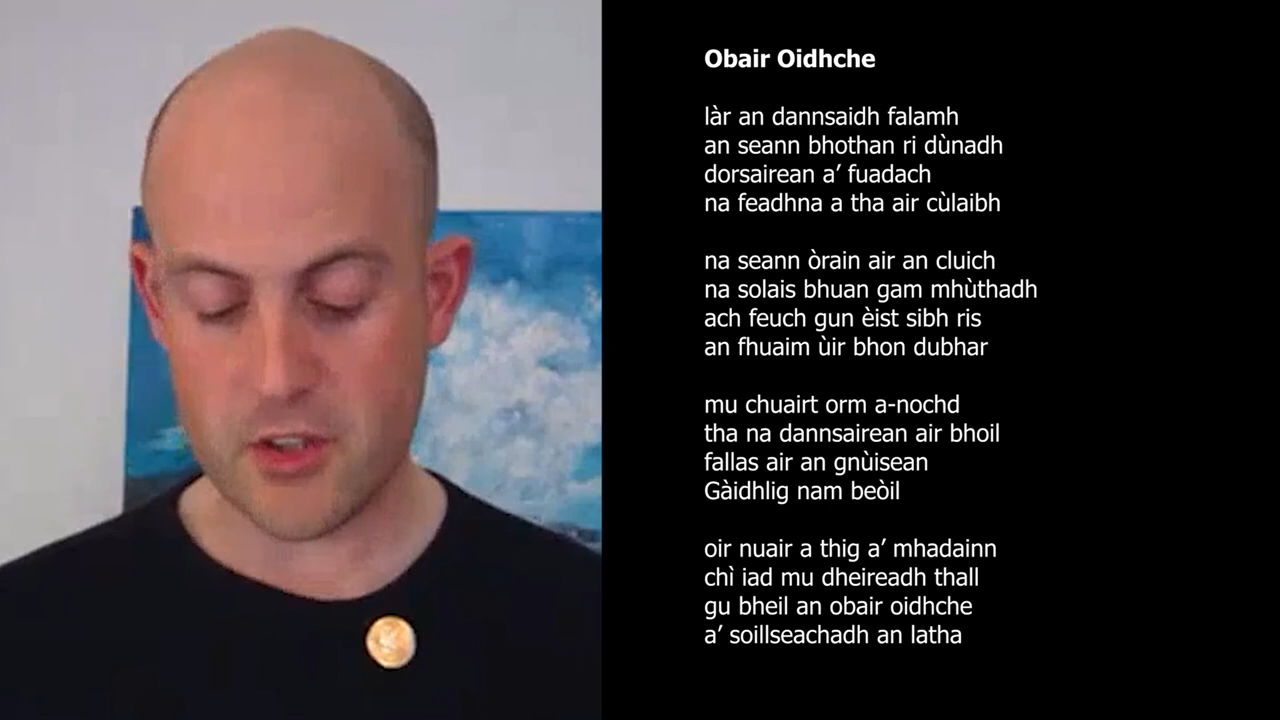 Obair Oidhche
làr an dannsaidh falamh
an seann bhothan ri dùnadh
dorsairean a’ fuadach
na feadhna a tha air cùlaibh
na seann òrain air an cluich
na solais bhuan gam mhùthadh
ach feuch gun èist sibh ris
an fhuaim ùir bhon dubhar
mu chuairt orm a-nochd
tha na dannsairean air bhoil
fallas air an gnùisean
Gàidhlig nam beòil
oir nuair a thig a’ mhadainn
chì iad mu dheireadh thall
gu bheil an obair oidhche
a’ soillseachadh an latha